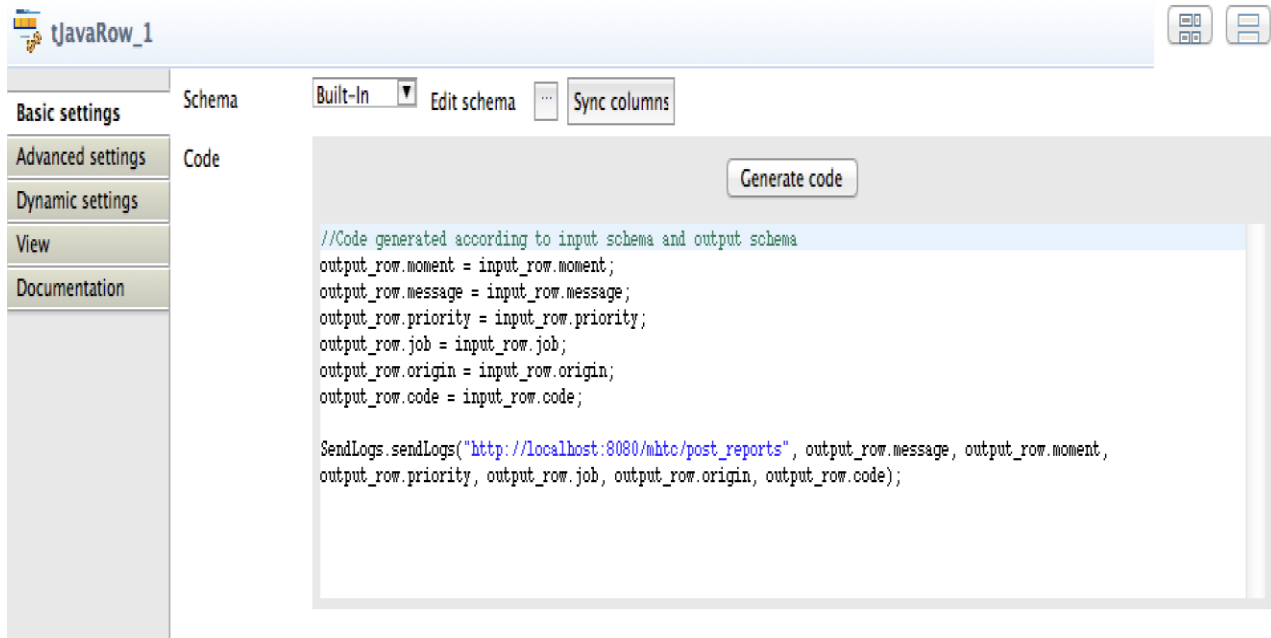 tJavaRow_1
Basic settings
Advanced settings
Dynamic settings
View
Documentation
Schema
Built-In
Edit schema
...
Sync columns
Code
Generate code
//Code generated according to input schema and output schema
output_row.moment = input_row.moment;
output_row.message = input_row.message;
output_row.priority = input_row.priority;
output_row.job = input_row.job;
output_row.origin = input_row.origin;
output_row.code = input_row.code;
SendLogs.sendLogs("http://localhost:8080/mhtc/post_reports", output_row.message, output_row.moment,
output_row.priority, output_row.job, output_row.origin, output_row.code);